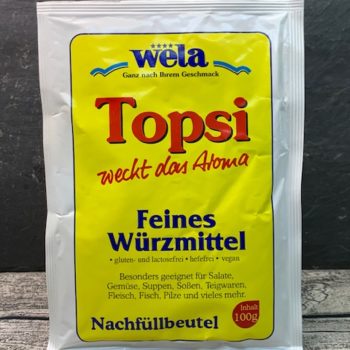 wela
Ganz nach Ihrem Geschmack
Topsi
weckt das Aroma
Feines
Würzmittel
• gluten- und lactosefrei • hefefrei • vegan
Besonders geeignet für Salate,
Gemüse, Suppen, Soßen, Teigwaren,
Fleisch, Fisch, Pilze und vieles mehr.
Inhalt
100g
Nachfüllbeutel